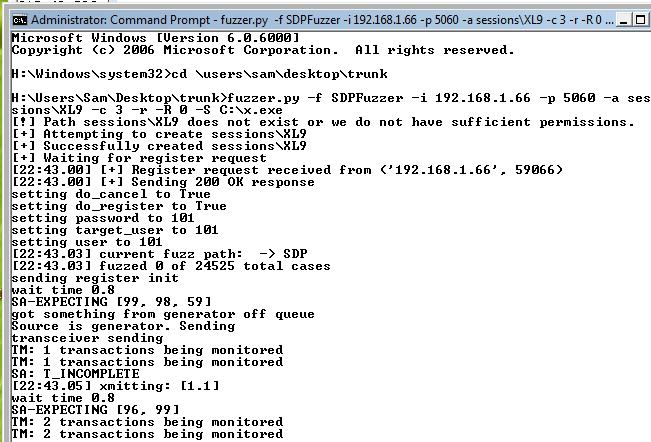 Administrator: Command Prompt - fuzzer.py -f SDPFuzzer -i 192.168.1.66 -p 5060 -a sessions\XL9 -c 3 -r -R 0 ...
Microsoft Windows [Version 6.0.6000]
Copyright (c) 2006 Microsoft Corporation.  All rights reserved.
H:\Windows\system32>cd \users\sam\desktop\trunk
H:\Users\Sam\Desktop\trunk>fuzzer.py -f SDPFuzzer -i 192.168.1.66 -p 5060 -a ses
sions\XL9 -c 3 -r -R 0 -S C:\x.exe
[!] Path sessions\XL9 does not exist or we do not have sufficient permissions.
[+] Attempting to create sessions\XL9
[+] Successfully created sessions\XL9
[+] Waiting for register request
[22:43.00] [+] Register request received from ('192.168.1.66', 59066)
[22:43.00] [+] Sending 200 OK response
setting do_cancel to True
setting do_register to True
setting password to 101
setting target_user to 101
setting user to 101
[22:43.03] current fuzz path:  -> SDP
[22:43.03] fuzzed 0 of 24525 total cases
sending register init
wait time 0.8
SA-EXPECTING [99, 98, 59]
got something from generator off queue
Source is generator. Sending
transceiver sending
TM: 1 transactions being monitored
TM: 1 transactions being monitored
SA: T_INCOMPLETE
[22:43.05] xmitting: [1.1]
wait time 0.8
SA-EXPECTING [96, 99]
TM: 2 transactions being monitored
TM: 2 transactions being monitored